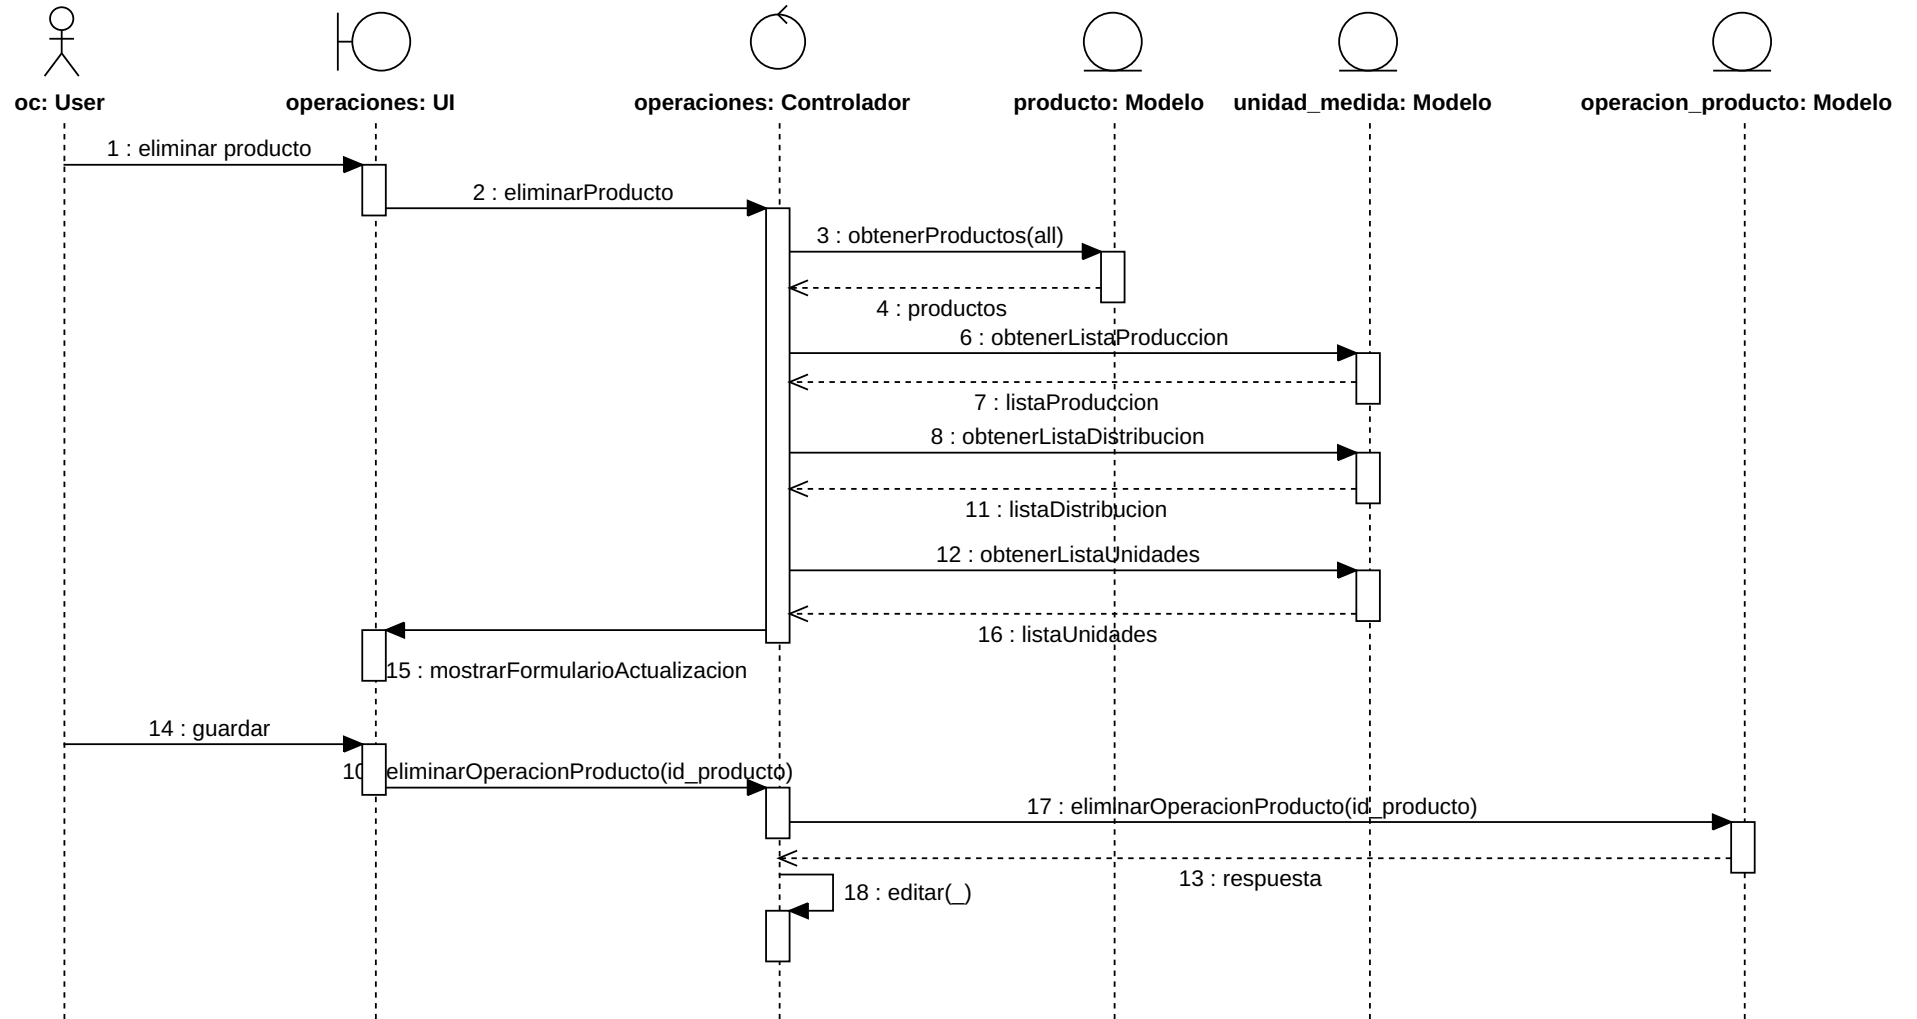 oc: User
operaciones: UI
operaciones: Controlador
producto: Modelo
unidad_medida: Modelo
operacion_producto: Modelo
1 : eliminar producto
2 : eliminarProducto
3 : obtenerProductos(all)
4 : productos
6 : obtenerListaProduccion
7 : listaProduccion
8 : obtenerListaDistribucion
11 : listaDistribucion
12 : obtenerListaUnidades
16 : listaUnidades
15 : mostrarFormularioActualizacion
14 : guardar
10 eliminarOperacionProducto(id_producto)
17 : eliminarOperacionProducto(id_producto)
13 : respuesta
18 : editar(_)